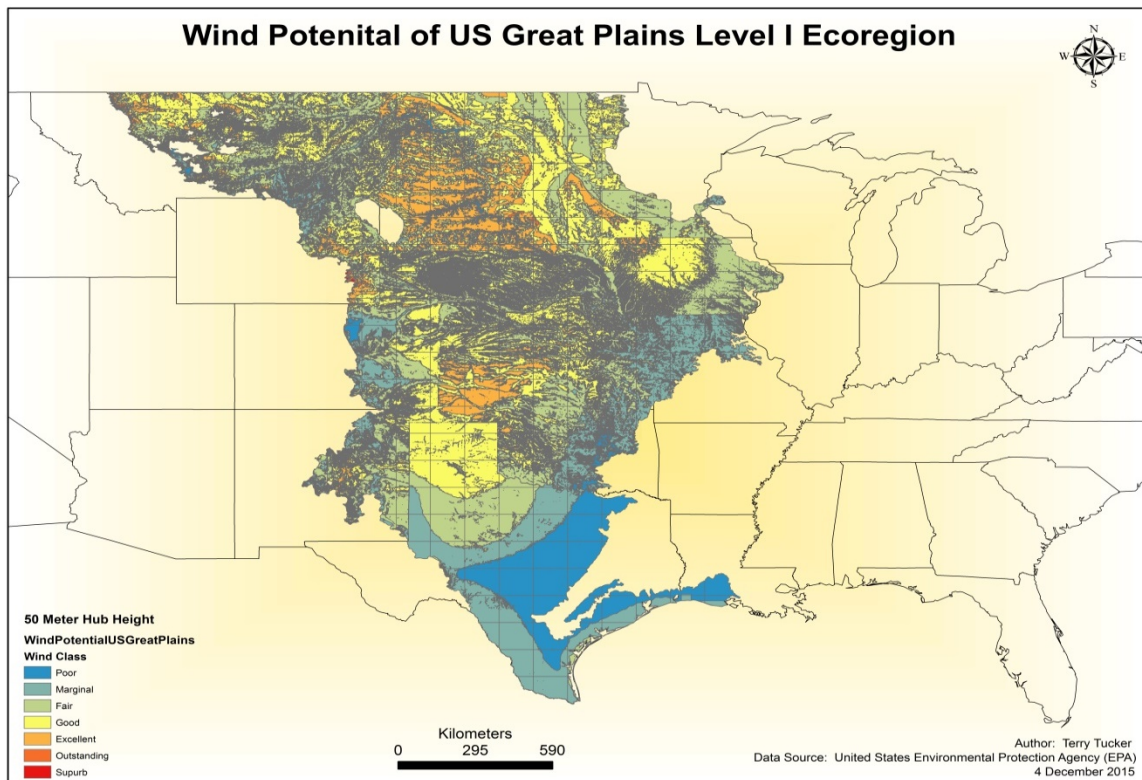 Wind Potenital of US Great Plains Level I Ecoregion
N
W
E
S
50 Meter Hub Height
WindPotentialUSGreatPlains
Wind Class
Poor
Marginal
Fair
Good
Excellent
Outstanding
Supurb
Kilometers
0 295 590
Author: Terry Tucker
Data Source: United States Environmental Protection Agency (EPA)
4 December 2015